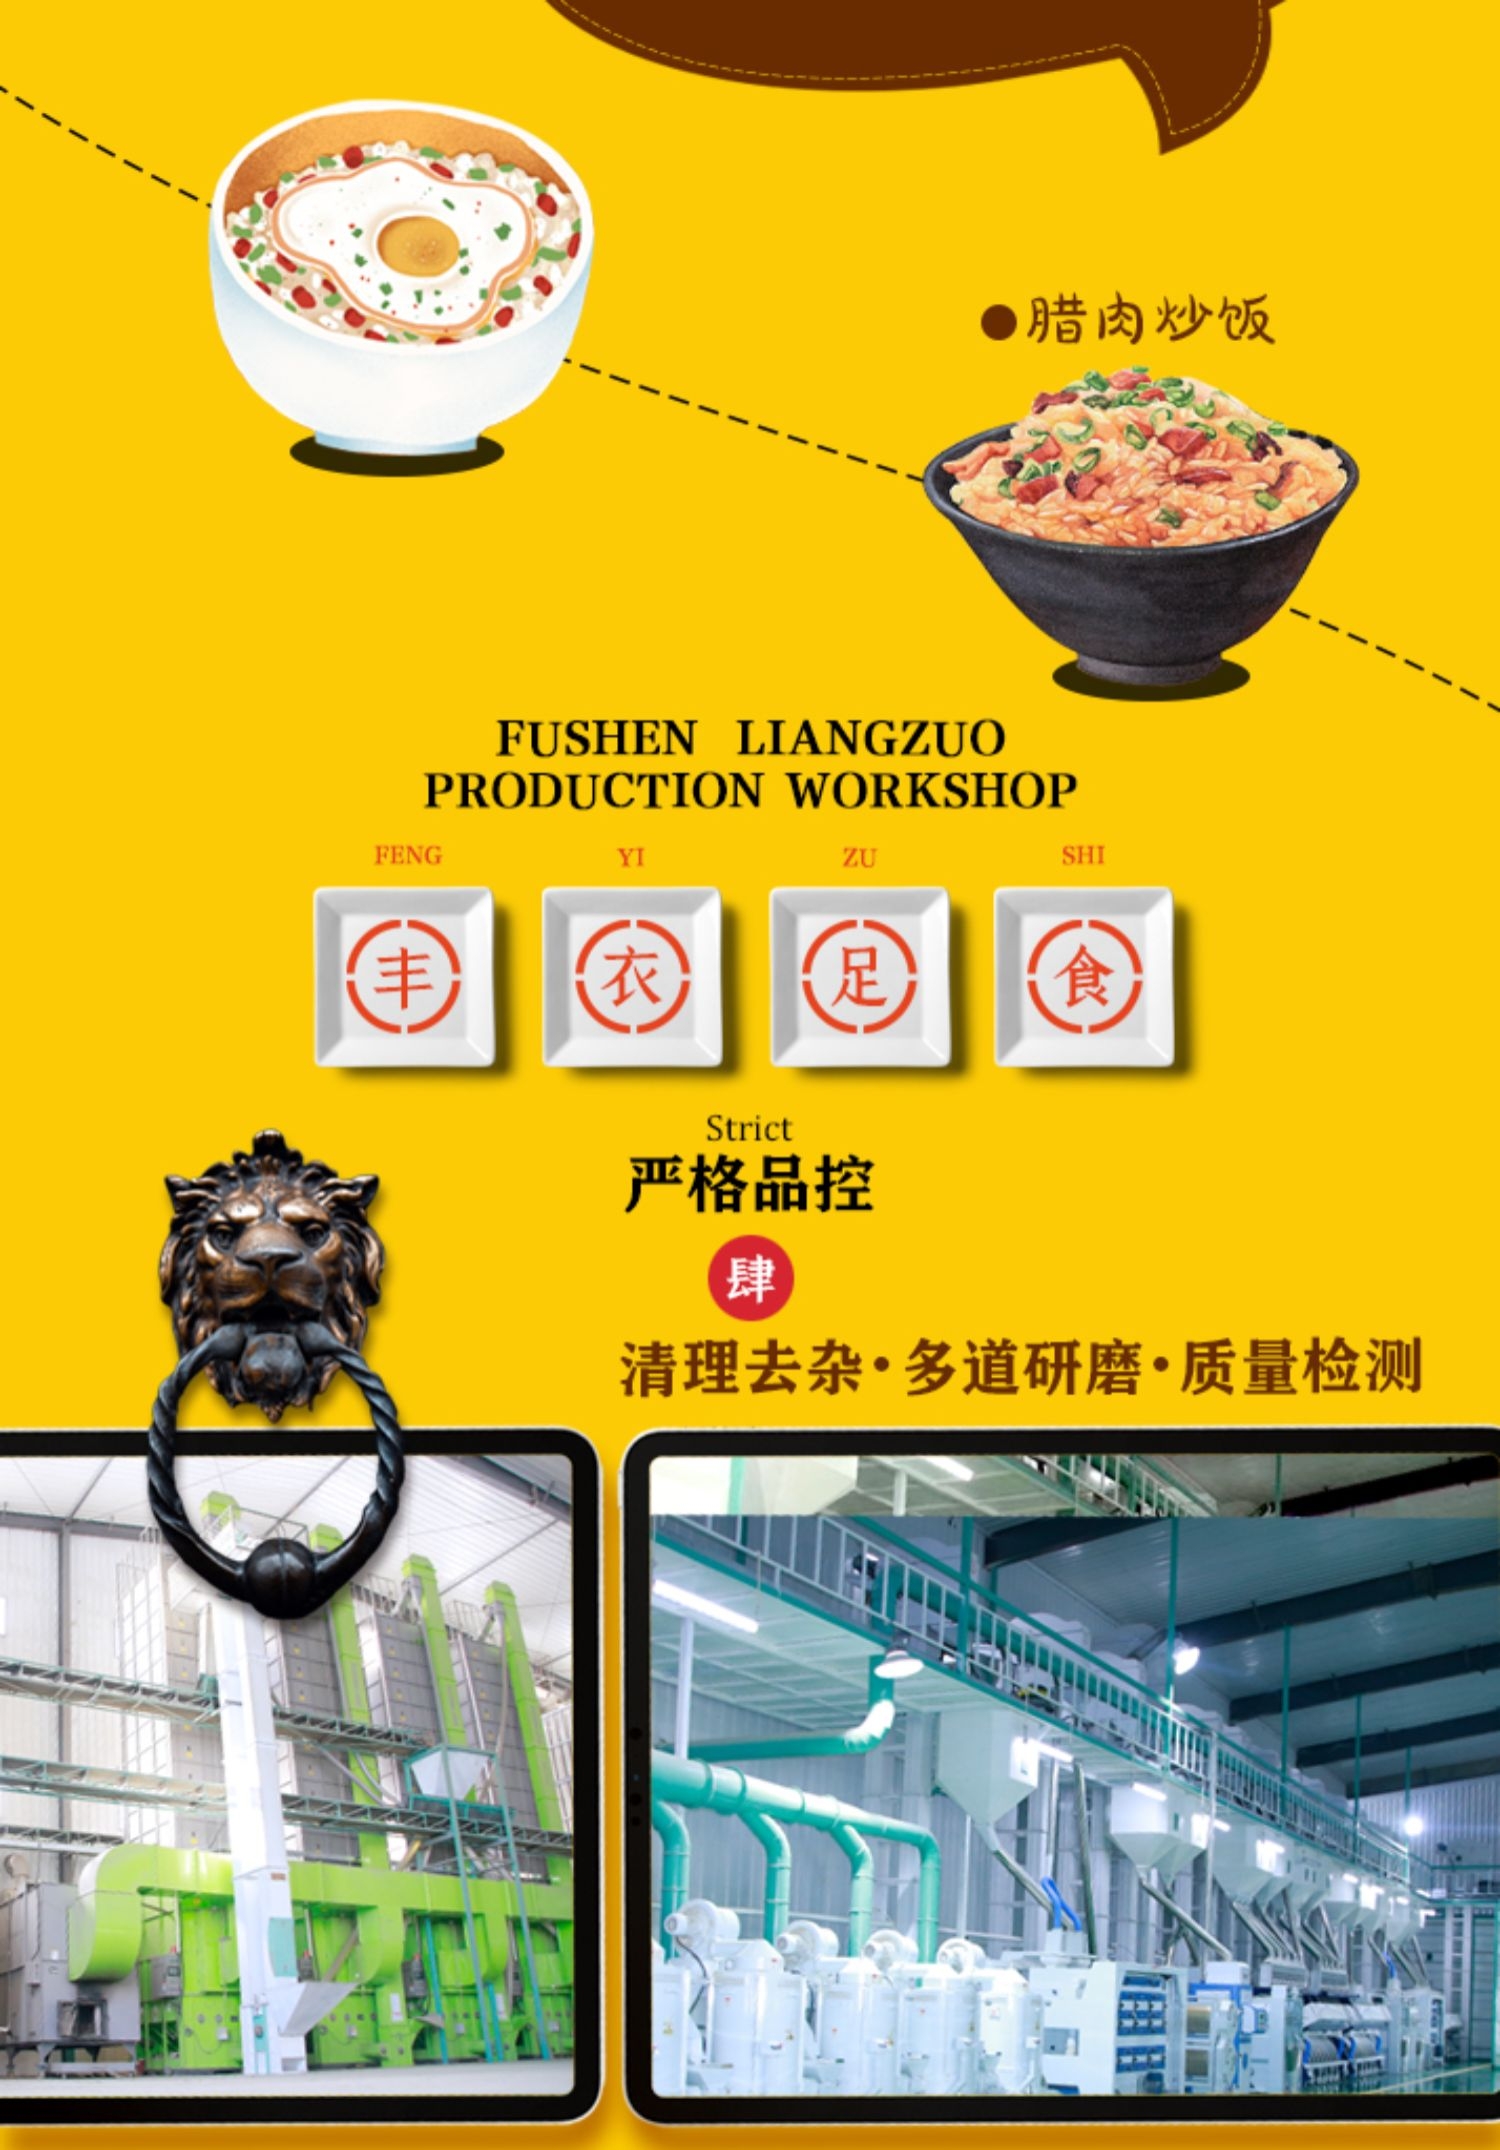 ●腊肉炒饭
FUSHEN LIANGZUO
PRODUCTION WORKSHOP
FENG YI ZU SHI
丰 衣 足 食
Strict
严格品控
肆
清理去杂·多道研磨·质量检测